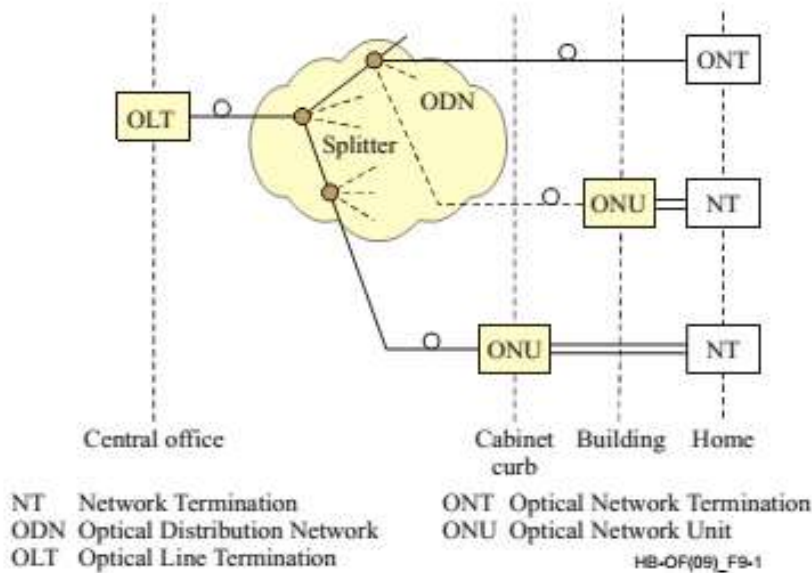 ONT
ODN
OLT
Splitter
ONU
NT
ONU
NT
Central office
Cabinet curb
Building
Home
NT Network Termination
ONT Optical Network Termination
ODN Optical Distribution Network
ONU Optical Network Unit
OLT Optical Line Termination
HB-OF(09)_F9-1